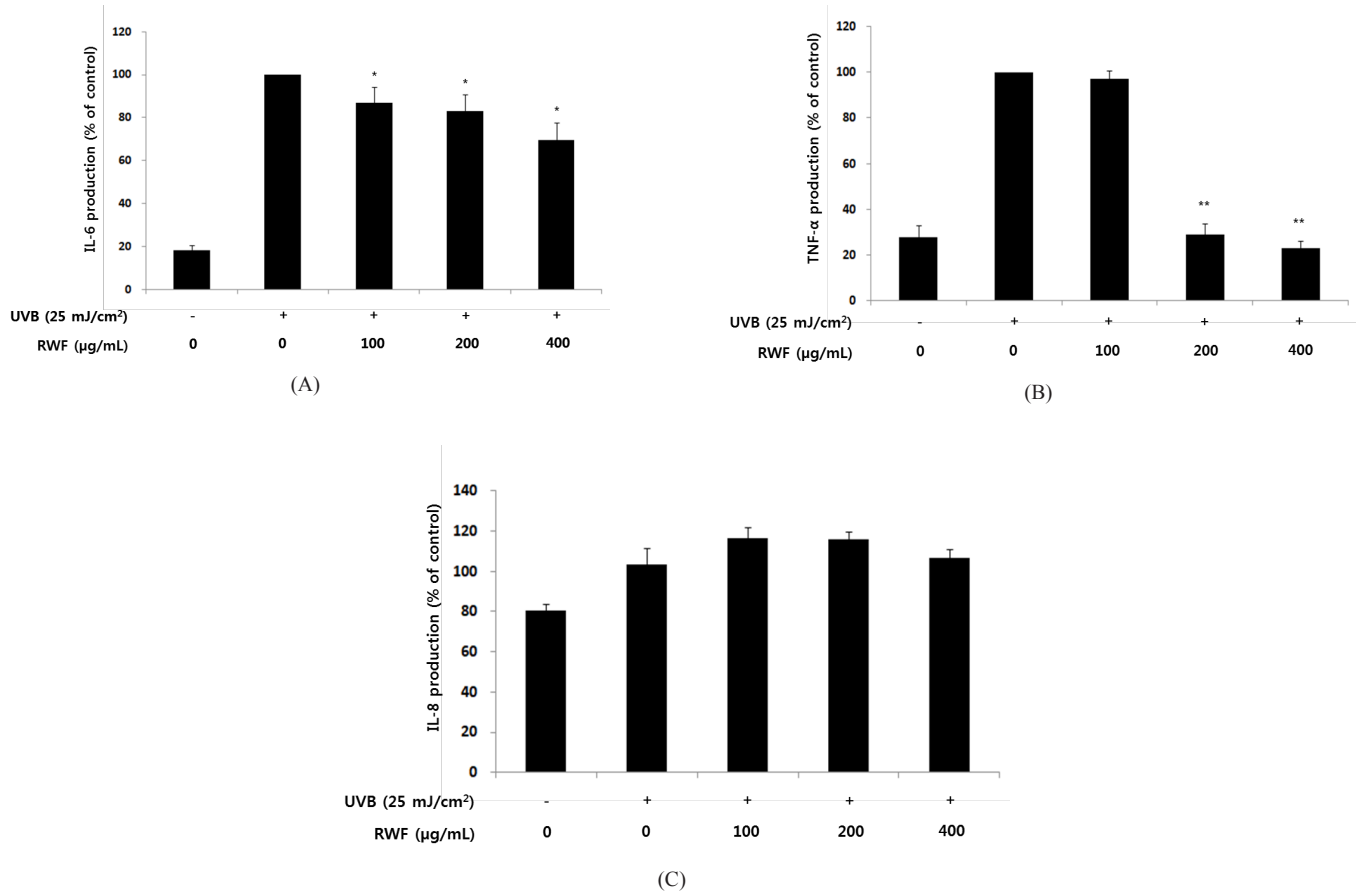 120
100
80
60
40
20
0
IL-6 production (% of control)
* * *
UVB (25 mJ/cm²) - + + + +
RWF (µg/mL) 0 0 100 200 400
(A)
120
100
80
60
40
20
0
TNF-α production (% of control)
** **
UVB (25 mJ/cm²) - + + + +
RWF (µg/mL) 0 0 100 200 400
(B)
140
120
100
80
60
40
20
0
IL-8 production (% of control)
UVB (25 mJ/cm²) - + + + +
RWF (µg/mL) 0 0 100 200 400
(C)